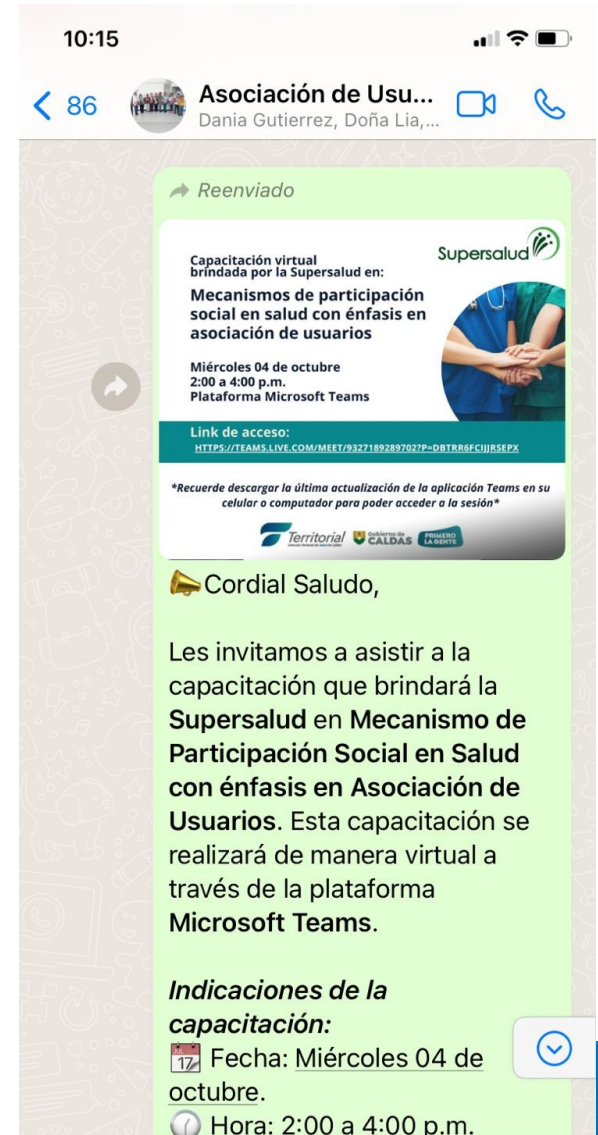 10:15
86
Asociación de Usu...
Dania Gutierrez, Doña Lia,...
Reenviado
Supersalud
Capacitación virtual
brindada por la Supersalud en:
Mecanismos de participación
social en salud con énfasis en
asociación de usuarios
Miércoles 04 de octubre
2:00 a 4:00 p.m.
Plataforma Microsoft Teams
Link de acceso:
HTTPS://TEAMS.LIVE.COM/MEET/9327189289702?P=DBTRR6FCIJJRSEPX
*Recuerde descargar la última actualización de la aplicación Teams en su
celular o computador para poder acceder a la sesión*
Territorial
Gobierno de
CALDAS
PRIMERO
LA GENTE
Cordial Saludo,
Les invitamos a asistir a la
capacitación que brindará la
Supersalud en Mecanismo de
Participación Social en Salud
con énfasis en Asociación de
Usuarios. Esta capacitación se
realizará de manera virtual a
través de la plataforma
Microsoft Teams.
Indicaciones de la
capacitación:
JUL
17
Fecha: Miércoles 04 de
octubre.
Hora: 2:00 a 4:00 p.m.